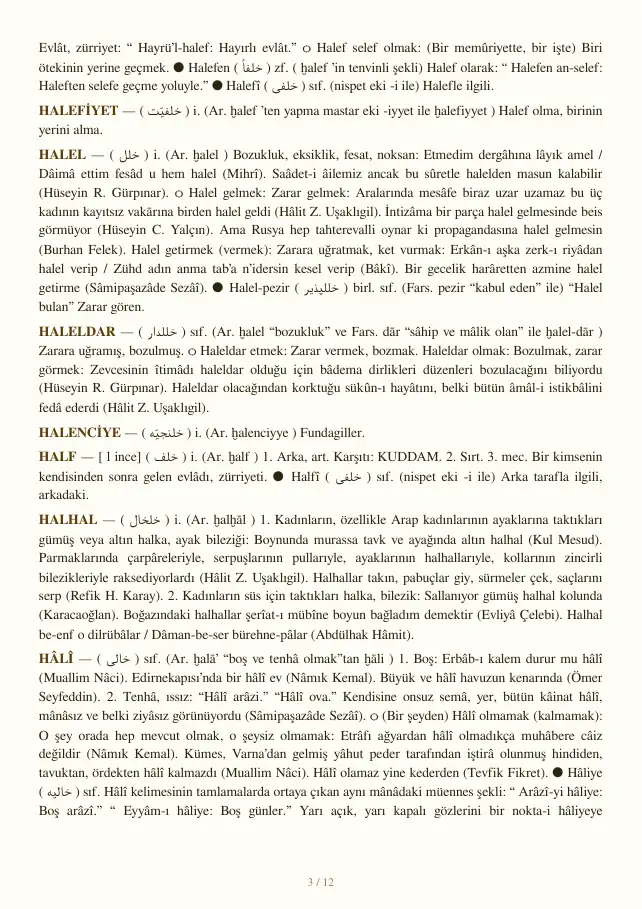 Evlât, zürriyet: “ Hayrü’l-halef: Hayırlı evlât.” o Halef selef olmak: (Bir memûriyette, bir işte) Biri
ötekinin yerine geçmek. ● Halefen ( خلفاً ) zf. ( ḫalef ’in tenvinli şekli) Halef olarak: “ Halefen an-selef:
Haleften selefe geçme yoluyle.” ● Halefî ( خلفى ) sıf. (nispet eki -i ile) Halefle ilgili.
HALEFİYET — ( خلفيّت ) i. (Ar. ḫalef ’ten yapma mastar eki -iyyet ile ḫalefiyyet ) Halef olma, birinin
yerini alma.
HALEL — ( خلل ) i. (Ar. ḫalel ) Bozukluk, eksiklik, fesat, noksan: Etmedim dergâhına lâyık amel /
Dâimâ ettim fesâd u hem halel (Mihrî). Saâdet-i âilemiz ancak bu sûretle halelden masun kalabilir
(Hüseyin R. Gürpınar). o Halel gelmek: Zarar gelmek: Aralarında mesâfe biraz uzar uzamaz bu üç
kadının kayıtsız vakārına birden halel geldi (Hâlit Z. Uşaklıgil). İntizâma bir parça halel gelmesinde beis
görmüyor (Hüseyin C. Yalçın). Ama Rusya hep tahterevalli oynar ki propagandasına halel gelmesin
(Burhan Felek). Halel getirmek (vermek): Zarara uğratmak, ket vurmak: Erkân-ı aşka zerk-ı riyâdan
halel verip / Zühd adın anma tab’a n’idersin kesel verip (Bâkî). Bir gecelik harâretten azmine halel
getirme (Sâmipaşazâde Sezâî). ● Halel-pezir ( خللپذير ) birl. sıf. (Fars. pezir “kabul eden” ile) “Halel
bulan” Zarar gören.
HALELDAR — ( خللدار ) sıf. (Ar. ḫalel “bozukluk” ve Fars. dār “sâhip ve mâlik olan” ile ḫalel-dār )
Zarara uğramış, bozulmuş. o Haleldar etmek: Zarar vermek, bozmak. Haleldar olmak: Bozulmak, zarar
görmek: Zevcesinin îtimâdı haleldar olduğu için bâdema dirlikleri düzenleri bozulacağını biliyordu
(Hüseyin R. Gürpınar). Haleldar olacağından korktuğu sükûn-ı hayâtını, belki bütün âmâl-i istikbâlini
fedâ ederdi (Hâlit Z. Uşaklıgil).
HALENCİYE — ( خلنجيّه ) i. (Ar. ḫalenciyye ) Fundagiller.
HALF — [ l ince] ( خلف ) i. (Ar. ḫalf ) 1. Arka, art. Karşıtı: KUDDAM. 2. Sırt. 3. mec. Bir kimsenin
kendisinden sonra gelen evlâdı, zürriyeti. ● Halfî ( خلفى ) sıf. (nispet eki -i ile) Arka tarafla ilgili,
arkadaki.
HALHAL — ( خلخال ) i. (Ar. ḫalḫāl ) 1. Kadınların, özellikle Arap kadınlarının ayaklarına taktıkları
gümüş veya altın halka, ayak bileziği: Boynunda murassa tavk ve ayağında altın halhal (Kul Mesud).
Parmaklarında çarpâreleriyle, serpuşlarının pullarıyle, ayaklarının halhallarıyle, kollarının zincirli
bilezikleriyle raksediyorlardı (Hâlit Z. Uşaklıgil). Halhallar takın, pabuçlar giy, sürmeler çek, saçlarını
serp (Refik H. Karay). 2. Kadınların süs için taktıkları halka, bilezik: Sallanıyor gümüş halhal kolunda
(Karacaoğlan). Boğazındaki halhallar şerîat-ı mübîne boyun bağladım demektir (Evliyâ Çelebi). Halhal
be-enf o dilrübâlar / Dâman-be-ser bürehne-pâlar (Abdülhak Hâmit).
HÂLÎ — ( خالى ) sıf. (Ar. ḫalā’ “boş ve tenhâ olmak”tan ḫāli ) 1. Boş: Erbâb-ı kalem durur mu hâlî
(Muallim Nâci). Edirnekapısı’nda bir hâlî ev (Nâmık Kemal). Büyük ve hâlî havuzun kenarında (Ömer
Seyfeddin). 2. Tenhâ, ıssız: “Hâlî arâzi.” “Hâlî ova.” Kendisine onsuz semâ, yer, bütün kâinat hâlî,
mânâsız ve belki ziyâsız görünüyordu (Sâmipaşazâde Sezâî). o (Bir şeyden) Hâlî olmamak (kalmamak):
O şey orada hep mevcut olmak, o şeysiz olmamak: Etrâfı ağyardan hâlî olmadıkça muhâbere câiz
değildir (Nâmık Kemal). Kümes, Varna’dan gelmiş yâhut peder tarafından iştirâ olunmuş hindiden,
tavuktan, ördekten hâlî kalmazdı (Muallim Nâci). Hâlî olamaz yine kederden (Tevfik Fikret). ● Hâliye
( خاليه ) sıf. Hâlî kelimesinin tamlamalarda ortaya çıkan aynı mânâdaki müennes şekli: “ Arâzî-yi hâliye:
Boş arâzî.” “ Eyyâm-ı hâliye: Boş günler.” Yarı açık, yarı kapalı gözlerini bir nokta-i hâliyeye
3 / 12